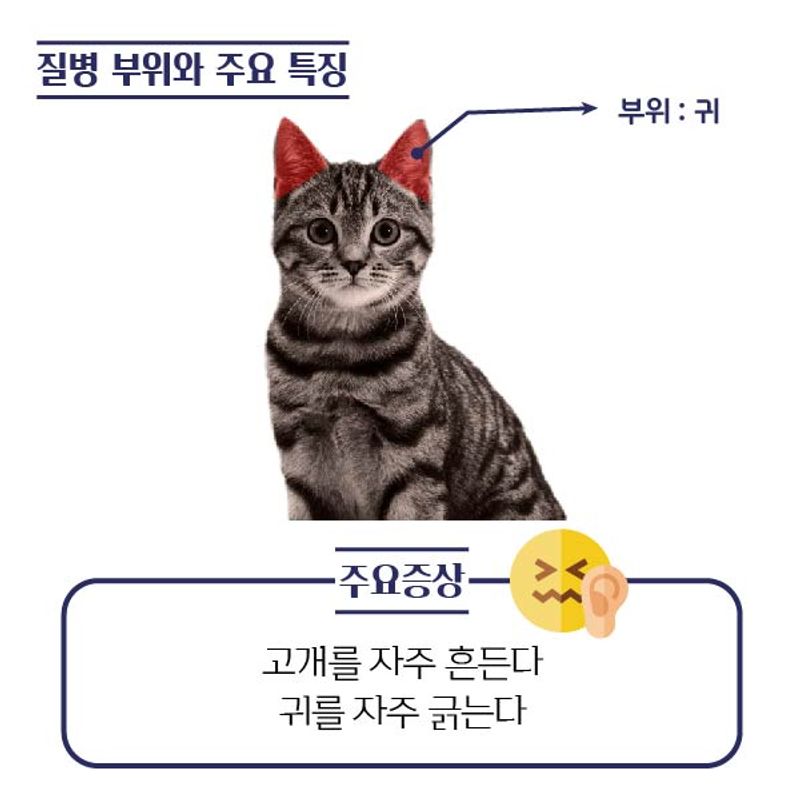 질병 부위와 주요 특징
부위 : 귀
주요증상
고개를 자주 흔든다
귀를 자주 긁는다